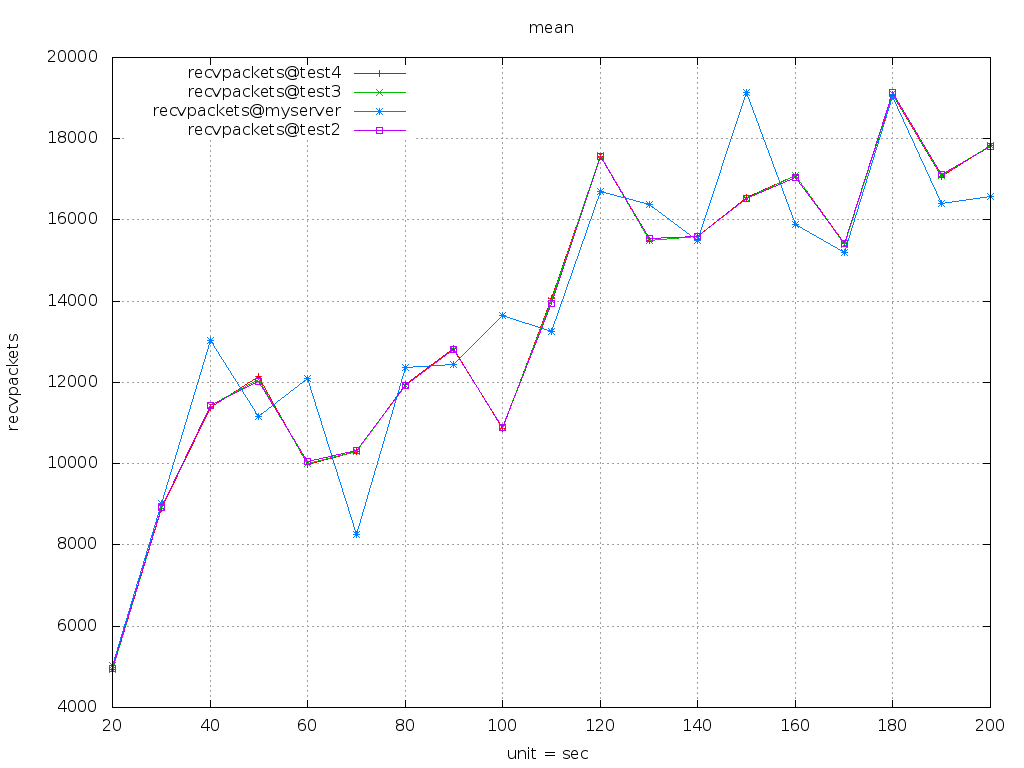 mean
20000
18000
16000
14000
12000
10000
8000
6000
4000
recvpackets@test4
recvpackets@test3
recvpackets@myserver
recvpackets@test2
recvpackets
20 40 60 80 100 120 140 160 180 200
unit = sec